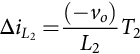 Δi_{L_2} = \frac{(-v_o)}{L_2} T_2